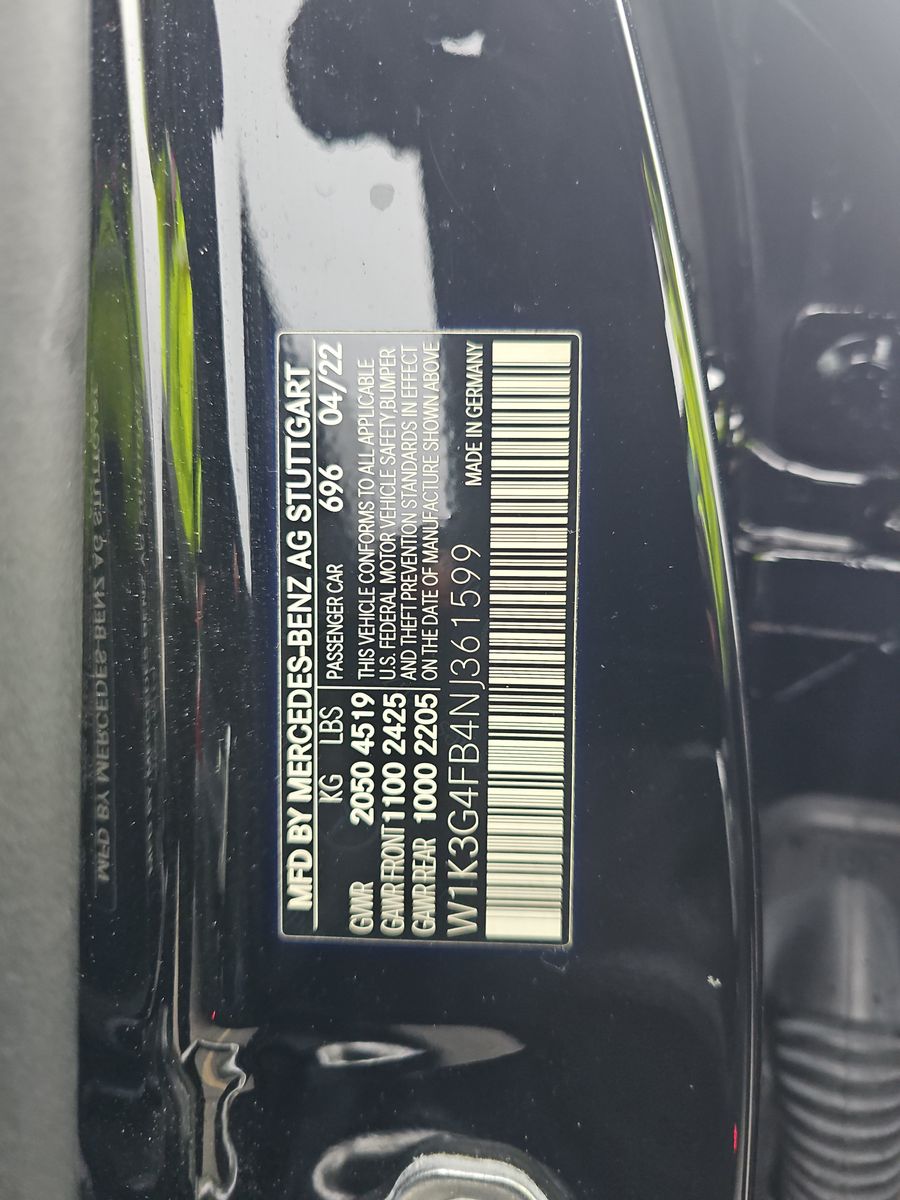 MFD BY MERCEDES-BENZ AG STUTTGART
KG LBS PASSENGER CAR 696 04/22
GWR 2050 4519
GAWR FRONT 1100 2425
GAWR REAR 1000 2205
THIS VEHICLE CONFORMS TO ALL APPLICABLE
U.S. FEDERAL MOTOR VEHICLE SAFETY,BUMPER
AND THEFT PREVENTION STANDARDS IN EFFECT
ON THE DATE OF MANUFACTURE SHOWN ABOVE
W1K3G4FB4NJ361599 MADE IN GERMANY